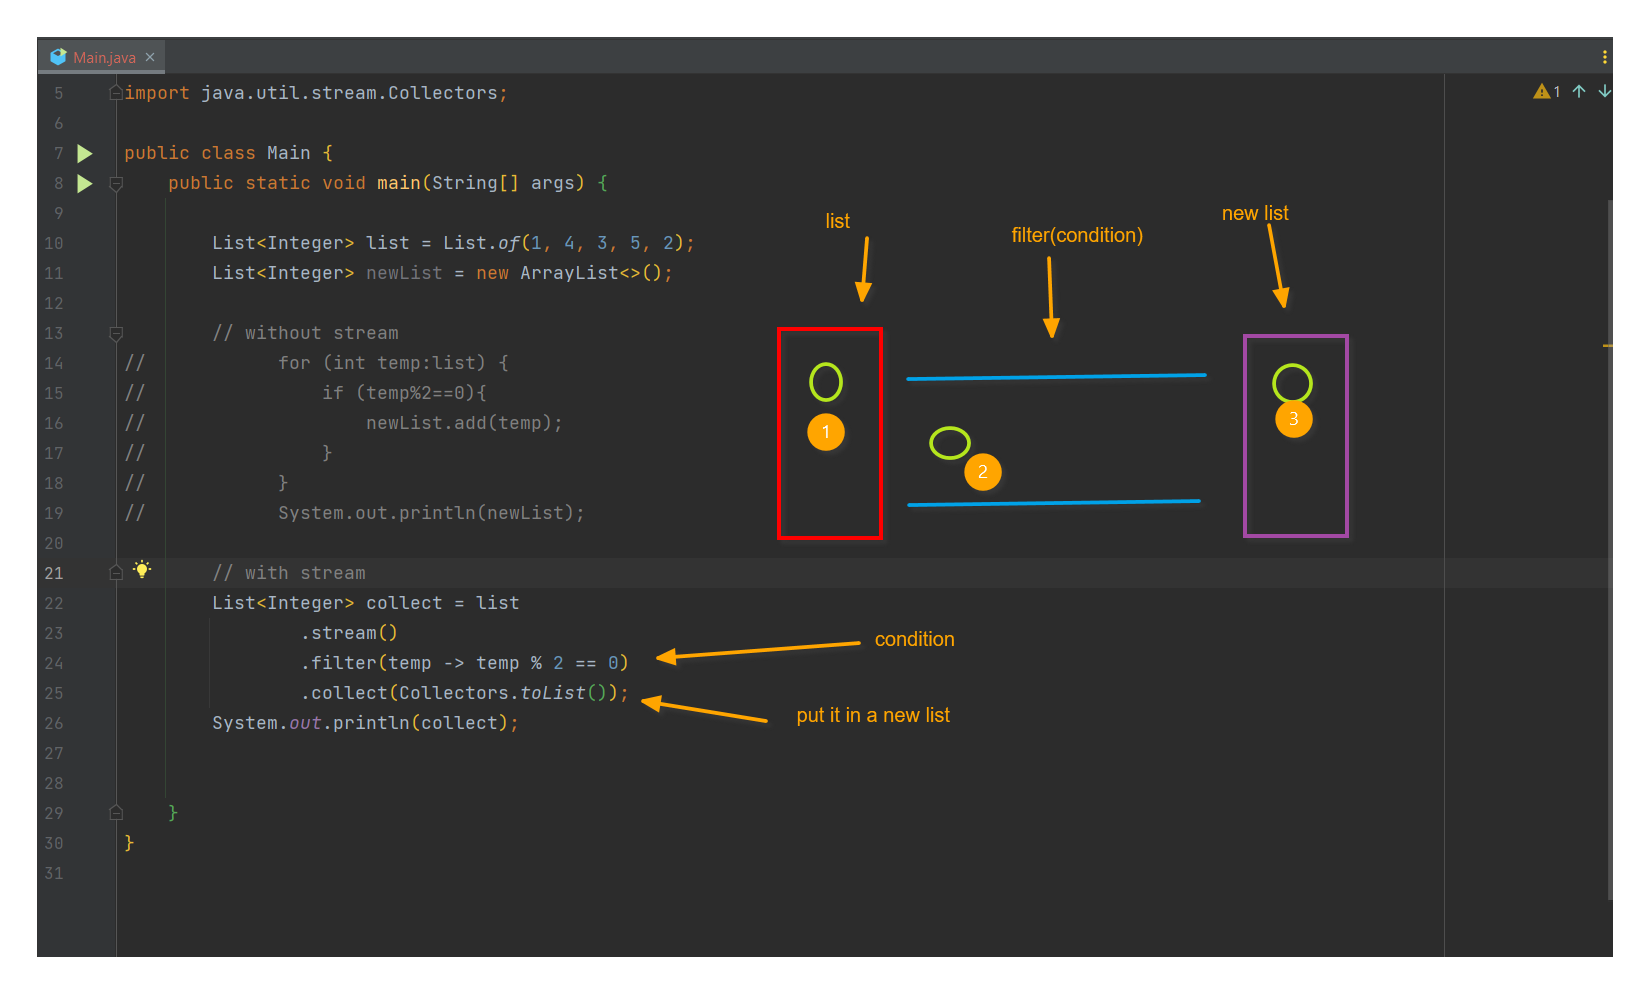 Main.java
1
5 import java.util.stream.Collectors;
6
7 public class Main {
8 public static void main(String[] args) {
9
10 List<Integer> list = List.of(1, 4, 3, 5, 2);
11 List<Integer> newList = new ArrayList<>();
12
13 // without stream
14 // for (int temp:list) {
15 // if (temp%2==0){
16 // newList.add(temp);
17 // }
18 // }
19 // System.out.println(newList);
20
21 // with stream
22 List<Integer> collect = list
23 .stream()
24 .filter(temp -> temp % 2 == 0)
25 .collect(Collectors.toList());
26 System.out.println(collect);
27
28
29 }
30 }
31
list
filter(condition)
new list
1
2
3
condition
put it in a new list